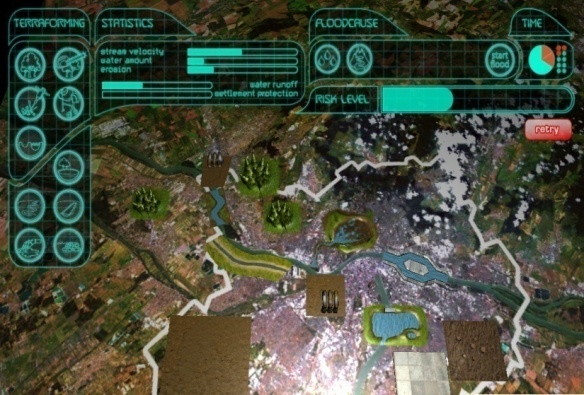 TERRAFORMING
STATISTICS
FLOODCAUSE
TIME
stream velocity
water amount
erosion
water runoff
settlement protection
start flood
RISK LEVEL
retry